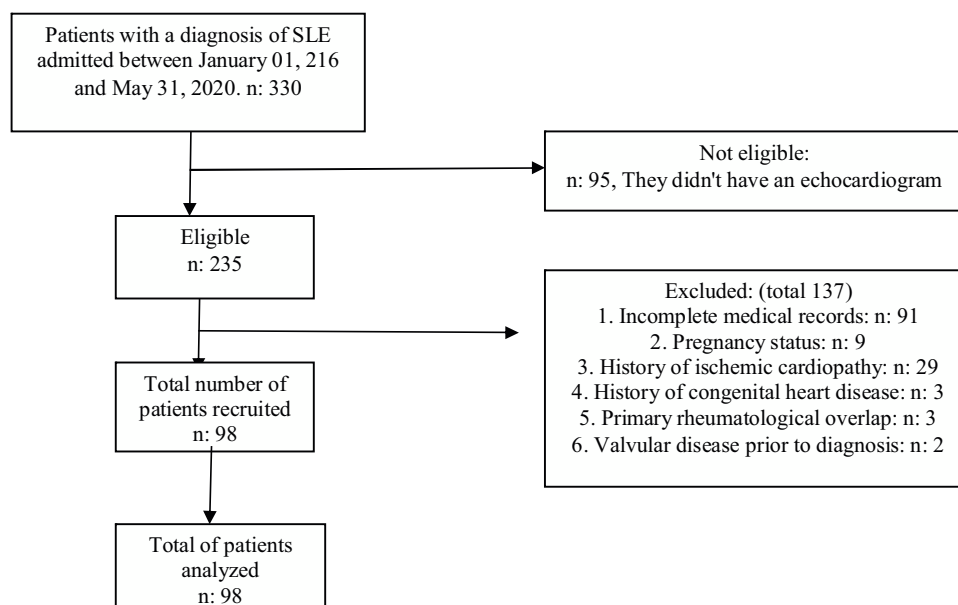 Patients with a diagnosis of SLE
admitted between January 01, 216
and May 31, 2020. n: 330
Not eligible:
n: 95, They didn't have an echocardiogram
Eligible
n: 235
Excluded: (total 137)
1. Incomplete medical records: n: 91
2. Pregnancy status: n: 9
3. History of ischemic cardiopathy: n: 29
4. History of congenital heart disease: n: 3
5. Primary rheumatological overlap: n: 3
6. Valvular disease prior to diagnosis: n: 2
Total number of
patients recruited
n: 98
Total of patients
analyzed
n: 98